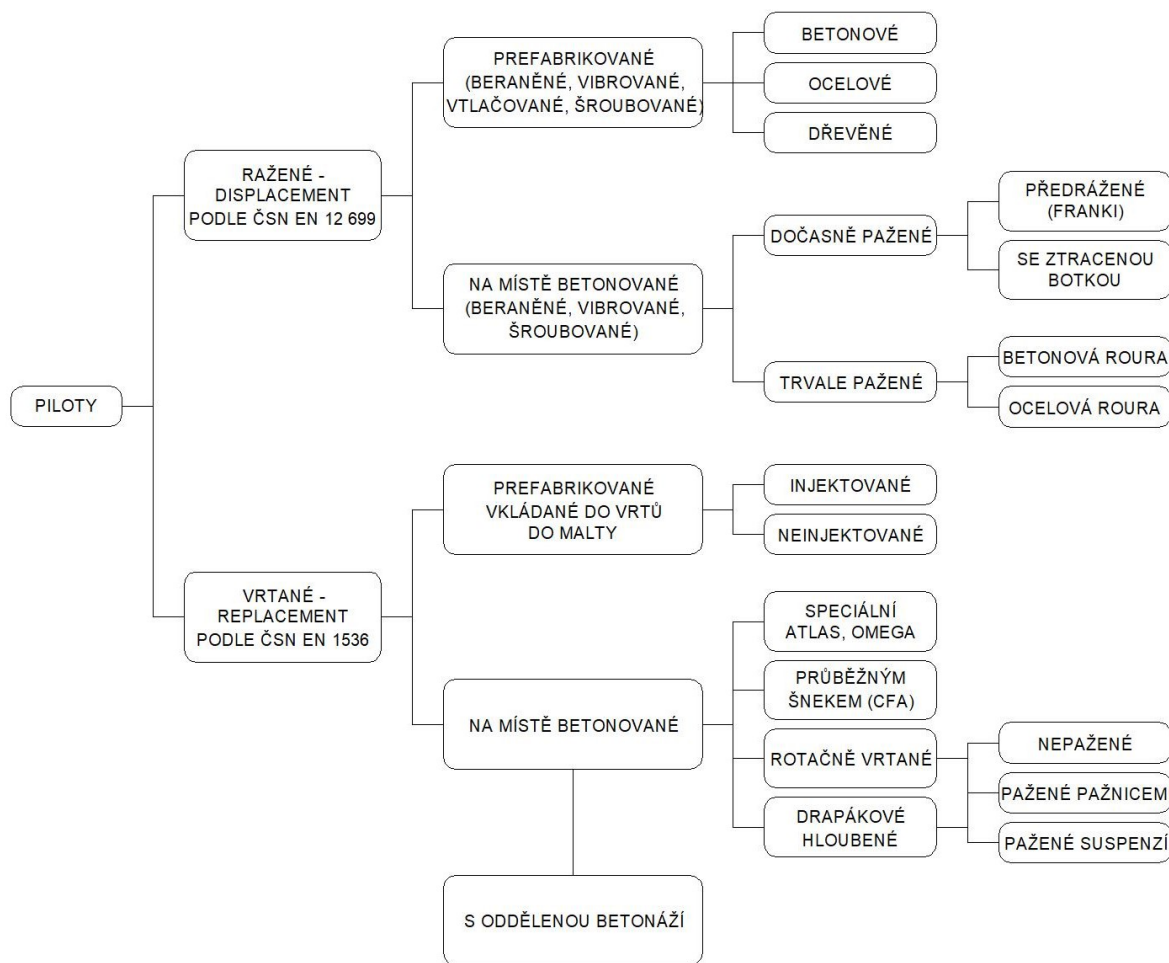 PILOTY
RAŽENÉ -
DISPLACEMENT
PODLE ČSN EN 12 699
PREFABRIKOVANÉ
(BERANĚNÉ, VIBROVANÉ,
VTLAČOVANÉ, ŠROUBOVANÉ)
BETONOVÉ
OCELOVÉ
DŘEVĚNÉ
NA MÍSTĚ BETONOVANÉ
(BERANĚNÉ, VIBROVANÉ,
ŠROUBOVANÉ)
DOČASNĚ PAŽENÉ
PŘEDRÁŽENÉ
(FRANKI)
SE ZTRACENOU
BOTKOU
TRVALE PAŽENÉ
BETONOVÁ ROURA
OCELOVÁ ROURA
VRTANÉ -
REPLACEMENT
PODLE ČSN EN 1536
PREFABRIKOVANÉ
VKLÁDANÉ DO VRTŮ
DO MALTY
INJEKTOVANÉ
NEINJEKTOVANÉ
NA MÍSTĚ BETONOVANÉ
SPECIÁLNÍ
ATLAS, OMEGA
PRŮBĚŽNÝM
ŠNEKEM (CFA)
ROTAČNĚ VRTANÉ
DRAPÁKOVÉ
HLOUBENÉ
NEPAŽENÉ
PAŽENÉ PAŽNICEMI
PAŽENÉ SUSPENZÍ
S ODDĚLENOU BETONÁŽÍ